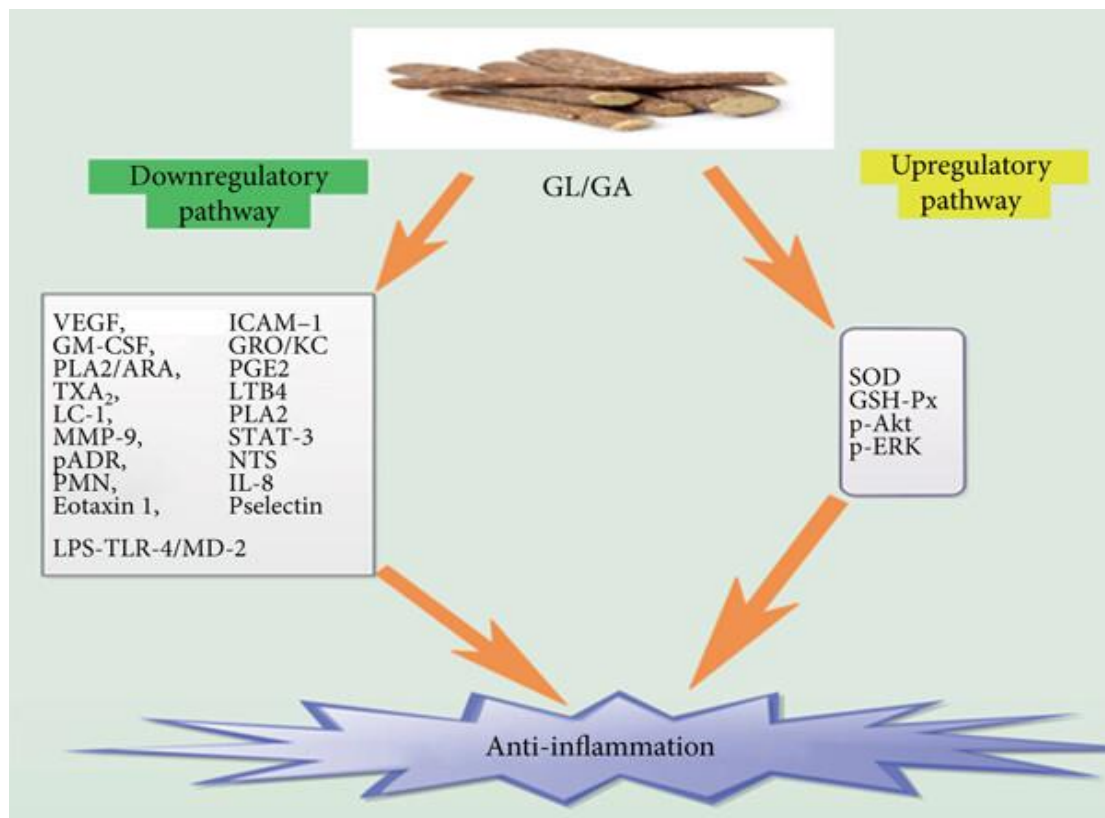 Downregulatory
pathway
GL/GA
Upregulatory
pathway
VEGF, ICAM–1
GM-CSF, GRO/KC
PLA2/ARA, PGE2
TXA₂, LTB4
LC-1, PLA2
MMP-9, STAT-3
pADR, NTS
PMN, IL-8
Eotaxin 1, Pselectin
LPS-TLR-4/MD-2
SOD
GSH-Px
p-Akt
p-ERK
Anti-inflammation